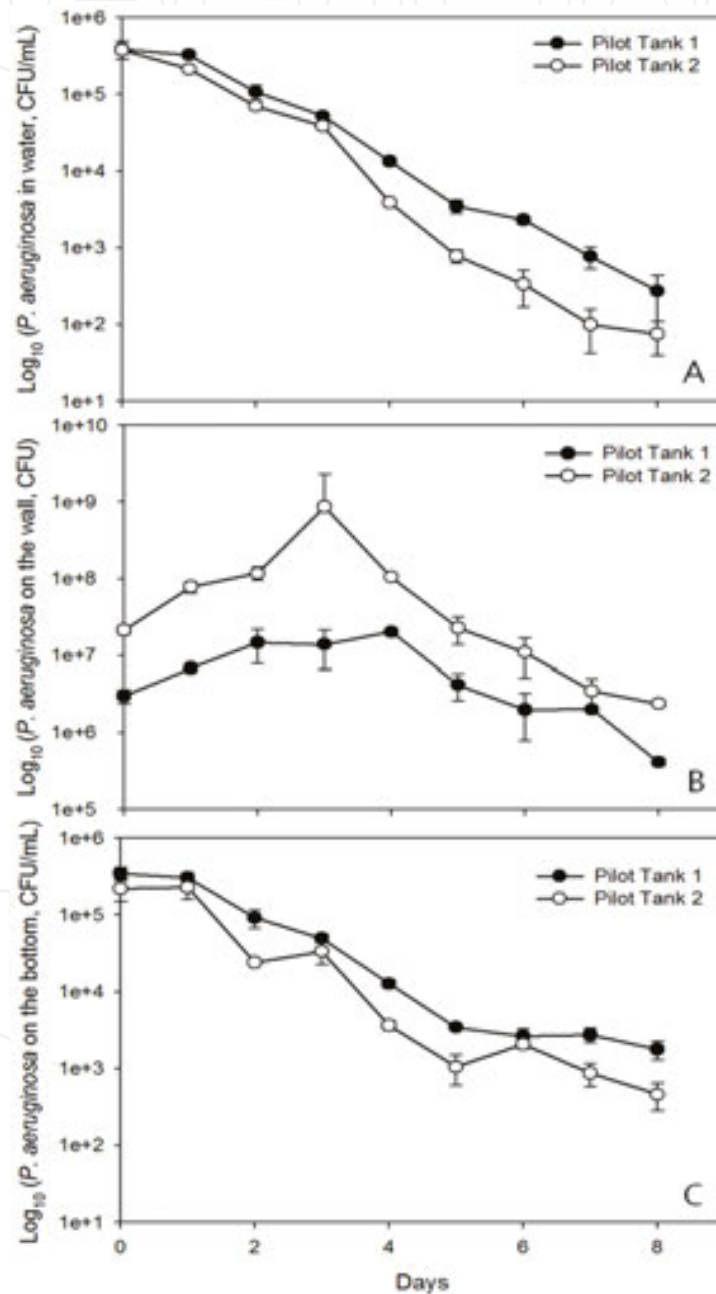 1e+6
1e+5
1e+4
1e+3
1e+2
1e+1
Log10 (P. aeruginosa in water, CFU/mL)
Pilot Tank 1
Pilot Tank 2
A
1e+10
1e+9
1e+8
1e+7
1e+6
1e+5
Log10 (P. aeruginosa on the wall, CFU)
Pilot Tank 1
Pilot Tank 2
B
1e+6
1e+5
1e+4
1e+3
1e+2
1e+1
Log10 (P. aeruginosa on the bottom, CFU/mL)
Pilot Tank 1
Pilot Tank 2
C
0 2 4 6 8
Days